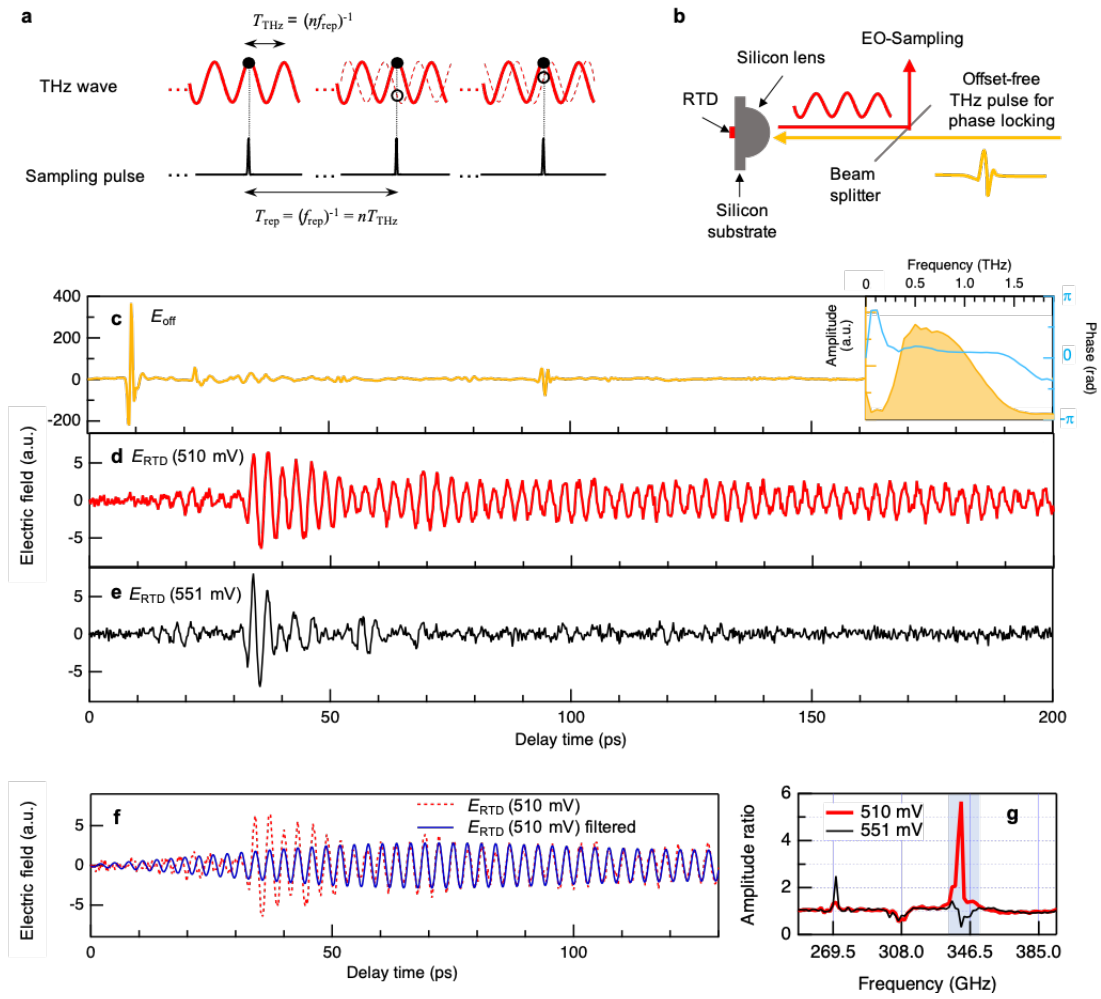 a
T_THz = (nf_rep)⁻¹
THz wave
Sampling pulse
T_rep = (f_rep)⁻¹ = nT_THz
b
EO-Sampling
Silicon lens
RTD
Offset-free
THz pulse for
phase locking
Beam
splitter
Silicon
substrate
Electric field (a.u.)
400
200
0
-200
c E_off
Frequency (THz)
0 0.5 1.0 1.5
Amplitude
(a.u.)
π
0
-π
Phase (rad)
5
0
-5
d E_RTD (510 mV)
5
0
-5
e E_RTD (551 mV)
0 50 100 150 200
Delay time (ps)
Electric field (a.u.)
5
0
-5
f
E_RTD (510 mV)
E_RTD (510 mV) filtered
0 50 100
Delay time (ps)
Amplitude ratio
6
4
2
0
510 mV
551 mV
g
269.5 308.0 346.5 385.0
Frequency (GHz)